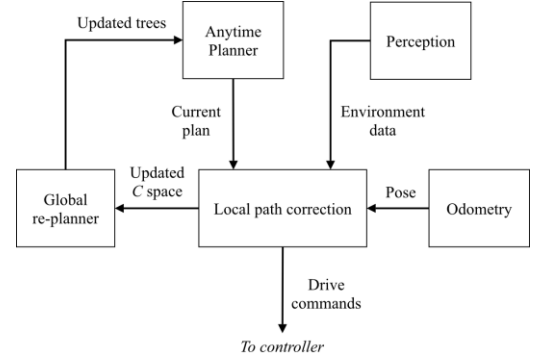 Updated trees
Anytime
Planner
Perception
Current
plan
Environment
data
Updated
C space
Pose
Global
re-planner
Local path correction
Odometry
Drive
commands
To controller